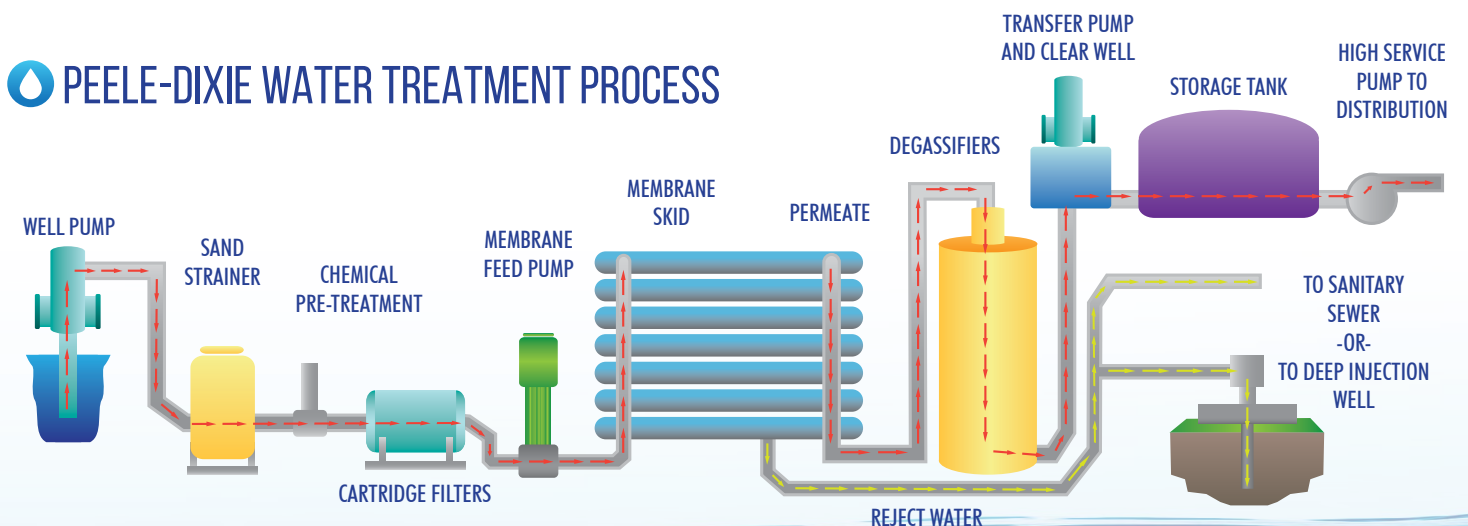 PEELE-DIXIE WATER TREATMENT PROCESS
WELL PUMP
SAND
STRAINER
CHEMICAL
PRE-TREATMENT
CARTRIDGE FILTERS
MEMBRANE
FEED PUMP
MEMBRANE
SKID
PERMEATE
DEGASSIFIERS
TRANSFER PUMP
AND CLEAR WELL
STORAGE TANK
HIGH SERVICE
PUMP TO
DISTRIBUTION
TO SANITARY
SEWER
-OR-
TO DEEP INJECTION
WELL
REJECT WATER